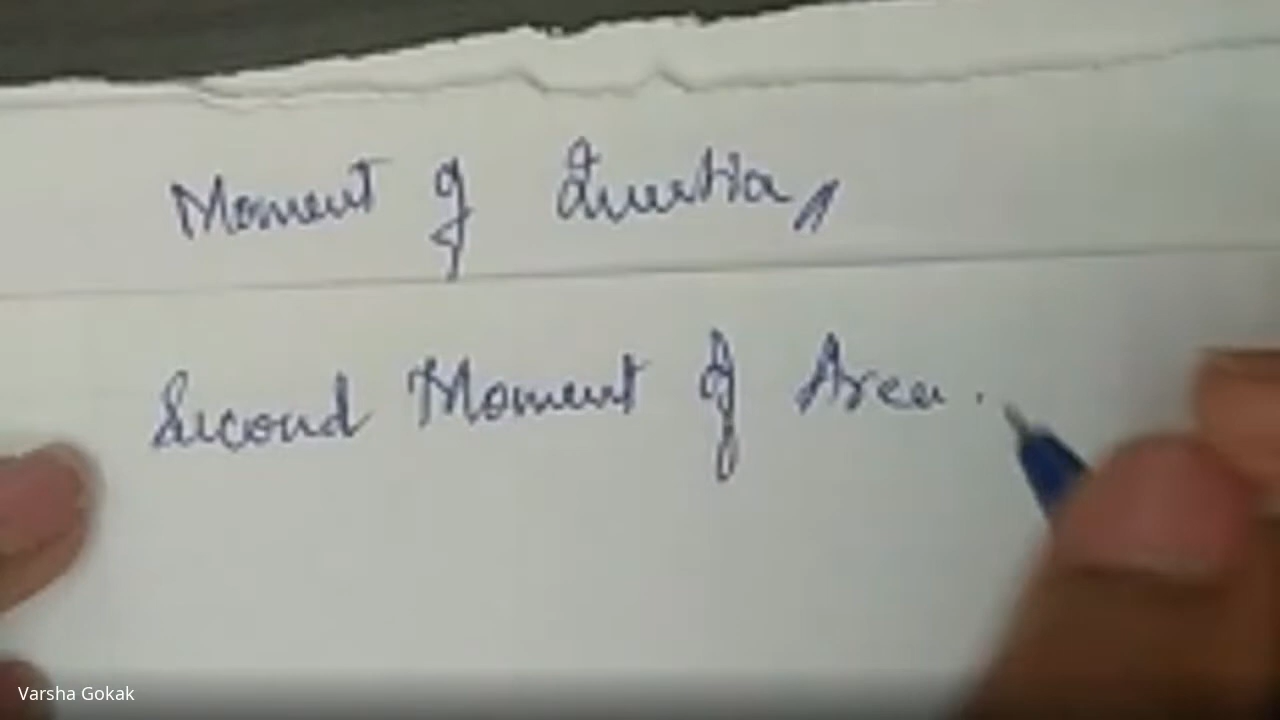 Moment of Inertia,
Second Moment of Area.
Varsha Gokak